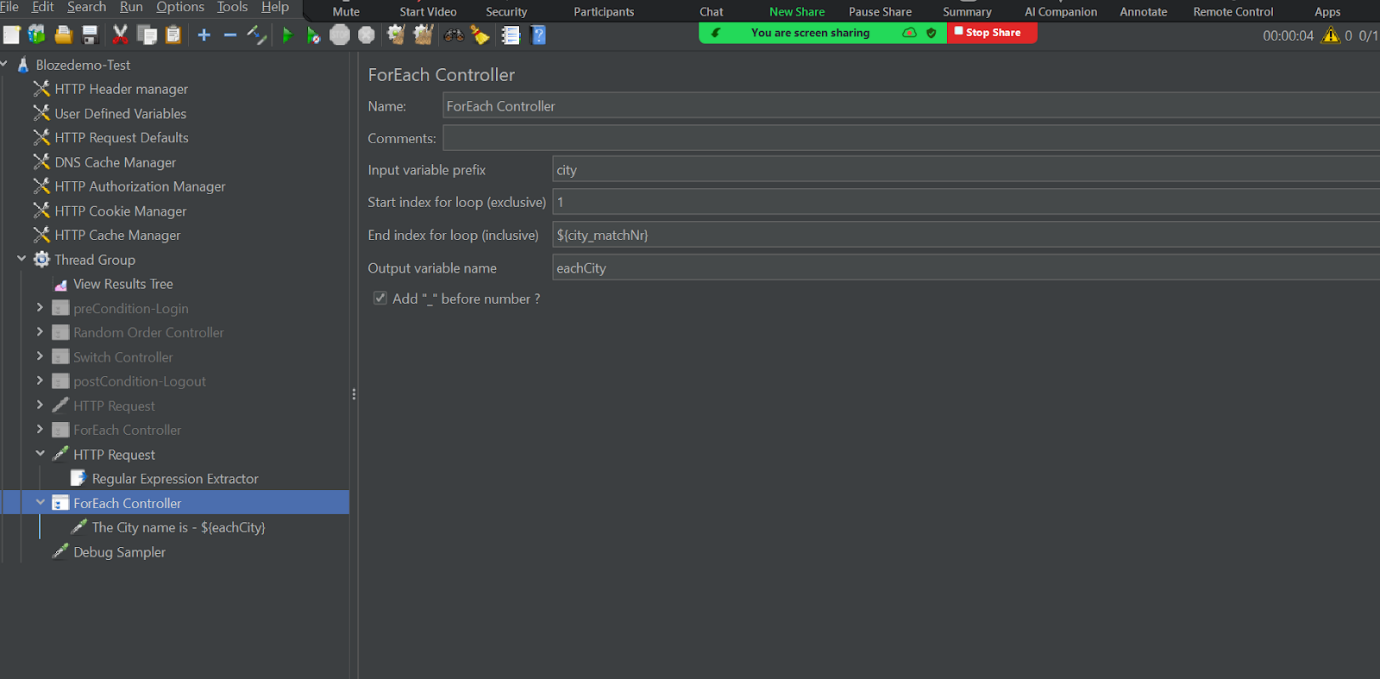 File Edit Search Run Options Tools Help
Mute Start Video Security Participants Chat New Share Pause Share Summary AI Companion Annotate Remote Control Apps
You are screen sharing Stop Share
00:00:04 0 0/1
Blozedemo-Test
HTTP Header manager
User Defined Variables
HTTP Request Defaults
DNS Cache Manager
HTTP Authorization Manager
HTTP Cookie Manager
HTTP Cache Manager
Thread Group
View Results Tree
preCondition-Login
Random Order Controller
Switch Controller
postCondition-Logout
HTTP Request
ForEach Controller
HTTP Request
Regular Expression Extractor
ForEach Controller
The City name is - ${eachCity}
Debug Sampler
ForEach Controller
Name: ForEach Controller
Comments:
Input variable prefix city
Start index for loop (exclusive) 1
End index for loop (inclusive) ${city_matchNr}
Output variable name eachCity
Add "_" before number ?